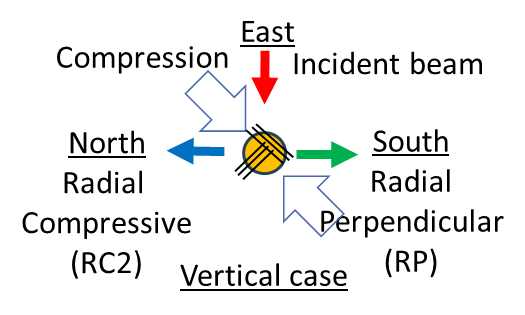 East
Compression
Incident beam
North
Radial
Compressive
(RC2)
South
Radial
Perpendicular
(RP)
Vertical case